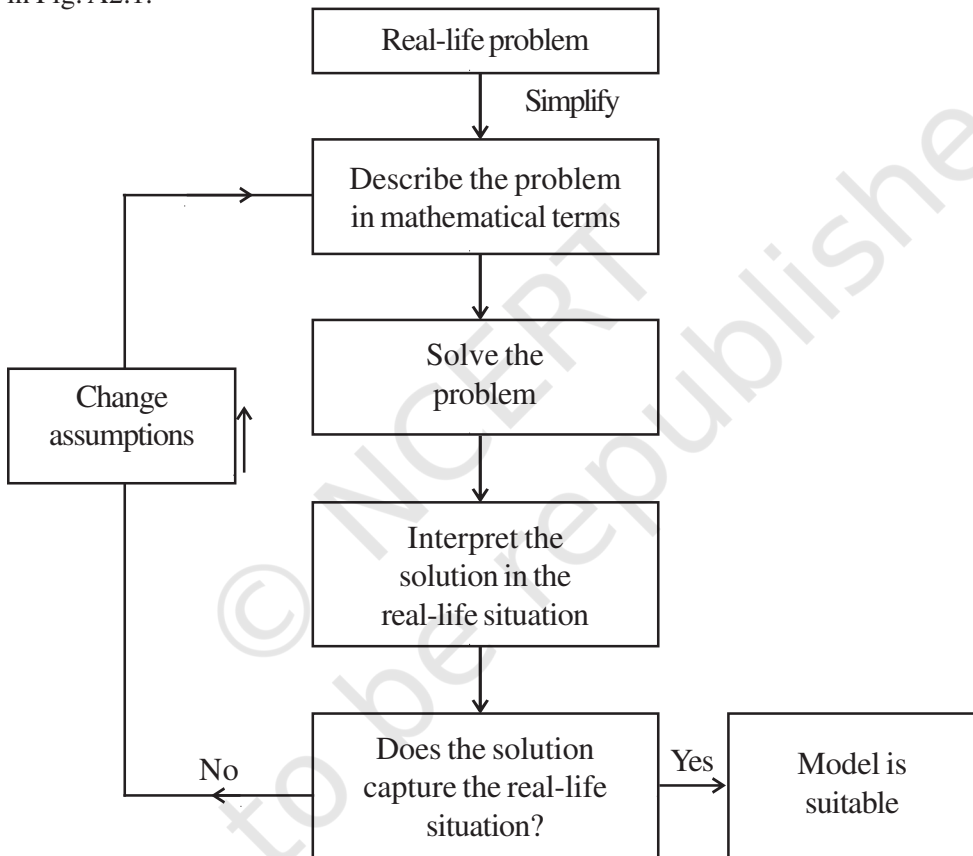 in Fig. A2.1.
Real-life problem
Simplify
Describe the problem
in mathematical terms
Solve the
problem
Change
assumptions
Interpret the
solution in the
real-life situation
Does the solution
capture the real-life
situation?
No
Yes
Model is
suitable
© NCERT
to be republishe